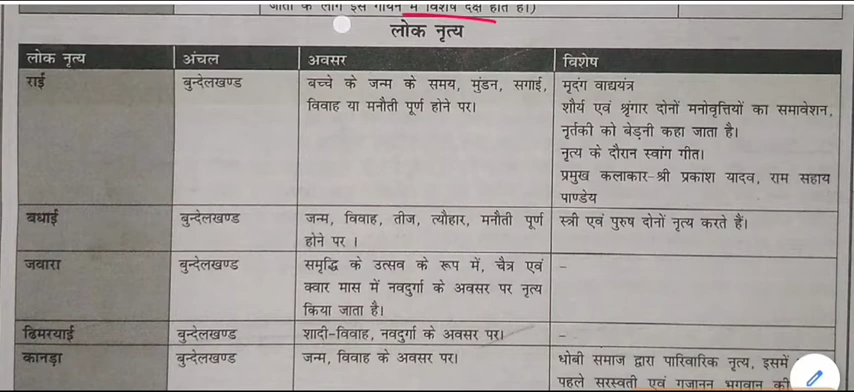 जाती के लोग इस गायन में विशेष दक्ष होते हैं।)
लोक नृत्य
लोक नृत्य अंचल अवसर विशेष
राई बुन्देलखण्ड बच्चे के जन्म के समय, मुंडन, सगाई, विवाह या मनौती पूर्ण होने पर।
मृदंग वाद्ययंत्र
शौर्य एवं श्रृंगार दोनों मनोवृत्तियों का समावेशन,
नृर्तकी को बेड़नी कहा जाता है।
नृत्य के दौरान स्वांग गीत।
प्रमुख कलाकार-श्री प्रकाश यादव, राम सहाय
पाण्डेय
बधाई बुन्देलखण्ड जन्म, विवाह, तीज, त्यौहार, मनौती पूर्ण
होने पर ।
स्त्री एवं पुरुष दोनों नृत्य करते हैं।
जवारा बुन्देलखण्ड समृद्धि के उत्सव के रूप में, चैत्र एवं –
क्वार मास में नवदुर्गा के अवसर पर नृत्य
किया जाता है।
ढिमरयाई बुन्देलखण्ड शादी-विवाह, नवदुर्गा के अवसर पर। –
कानड़ा बुन्देलखण्ड जन्म, विवाह के अवसर पर। धोबी समाज द्वारा पारिवारिक नृत्य, इसमें
पहले सरस्वती एवं गजानन भगवान की